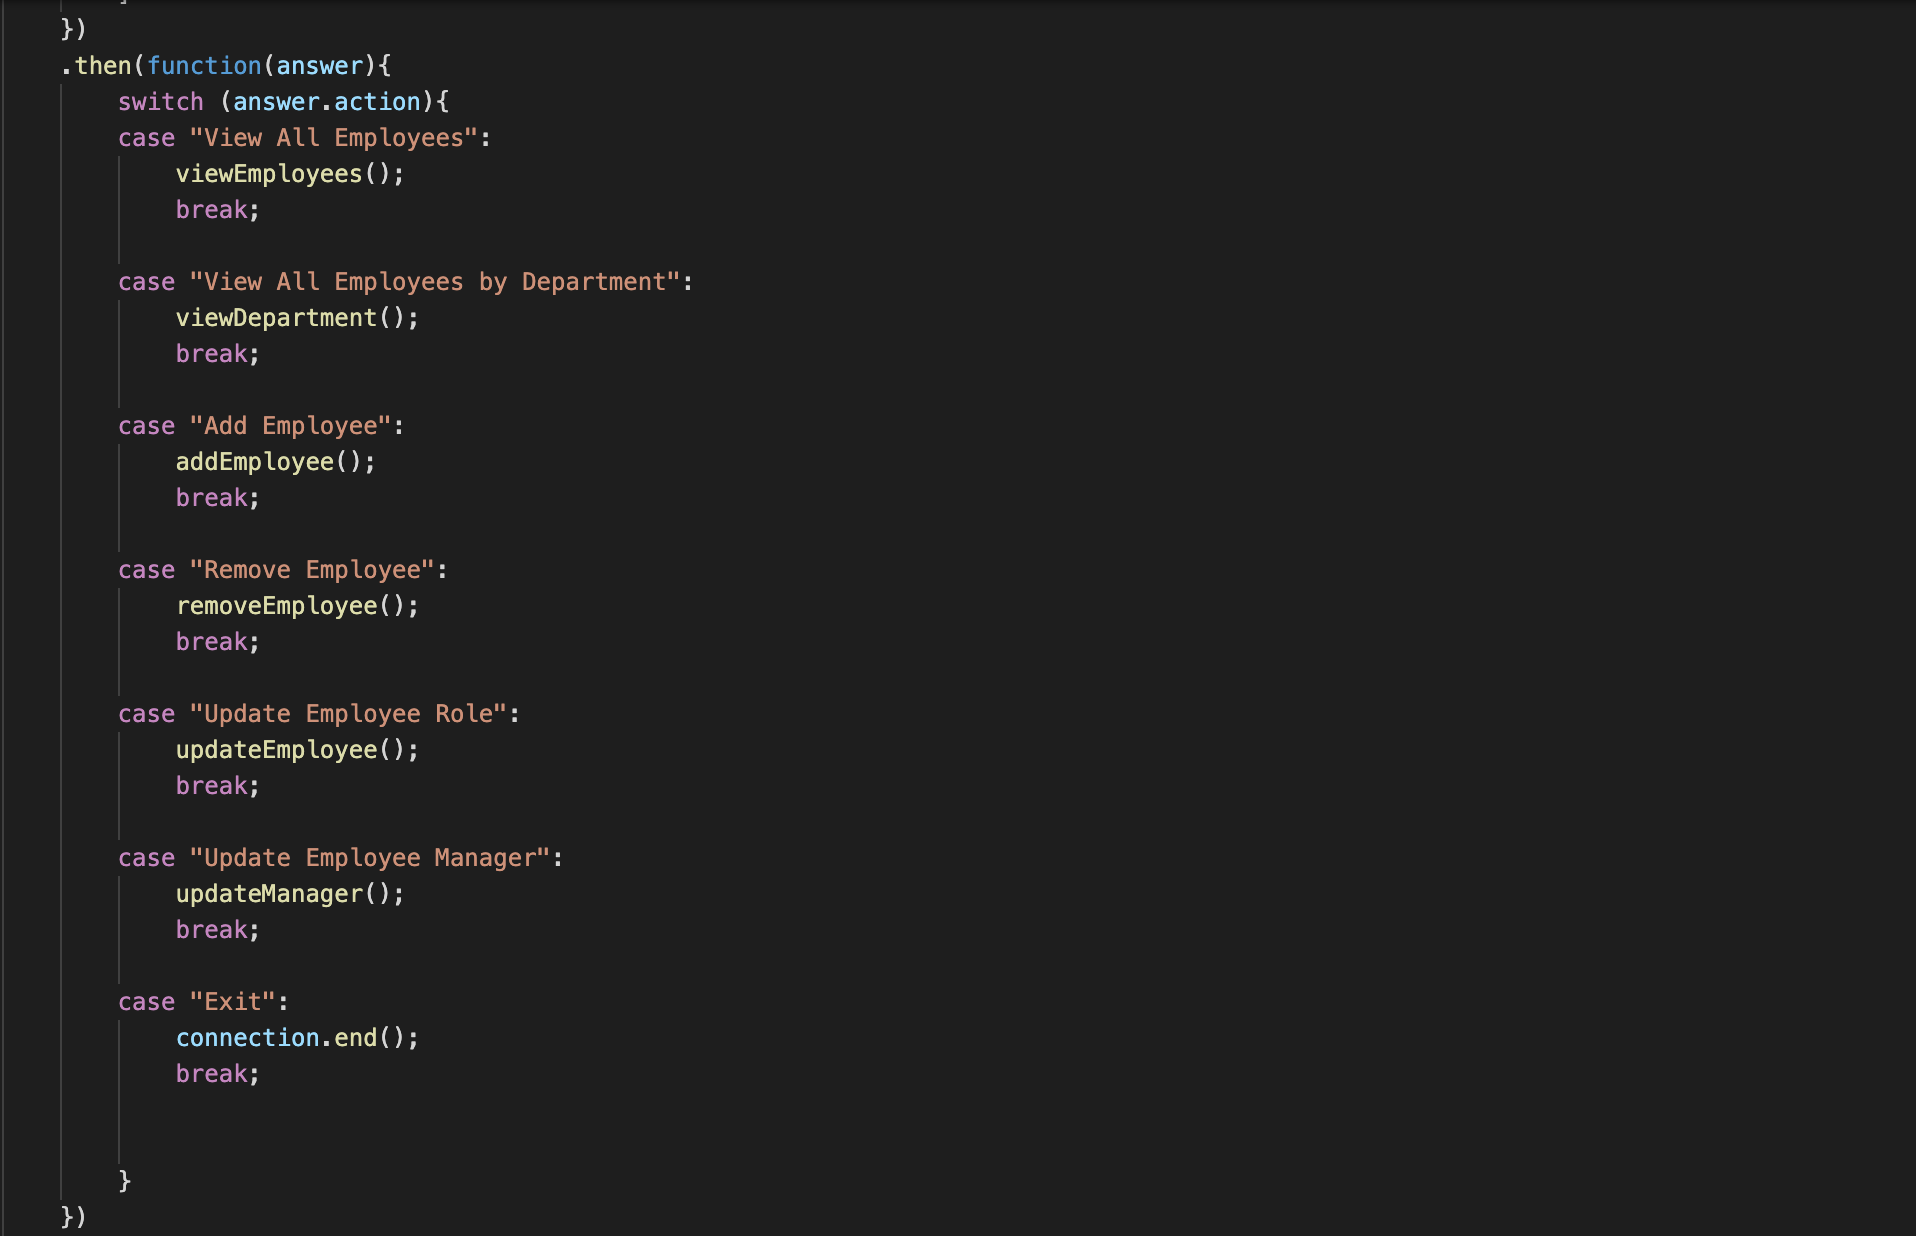 })
.then(function(answer){
    switch (answer.action){
    case "View All Employees":
        viewEmployees();
        break;

    case "View All Employees by Department":
        viewDepartment();
        break;

    case "Add Employee":
        addEmployee();
        break;

    case "Remove Employee":
        removeEmployee();
        break;

    case "Update Employee Role":
        updateEmployee();
        break;

    case "Update Employee Manager":
        updateManager();
        break;

    case "Exit":
        connection.end();
        break;


    }
})